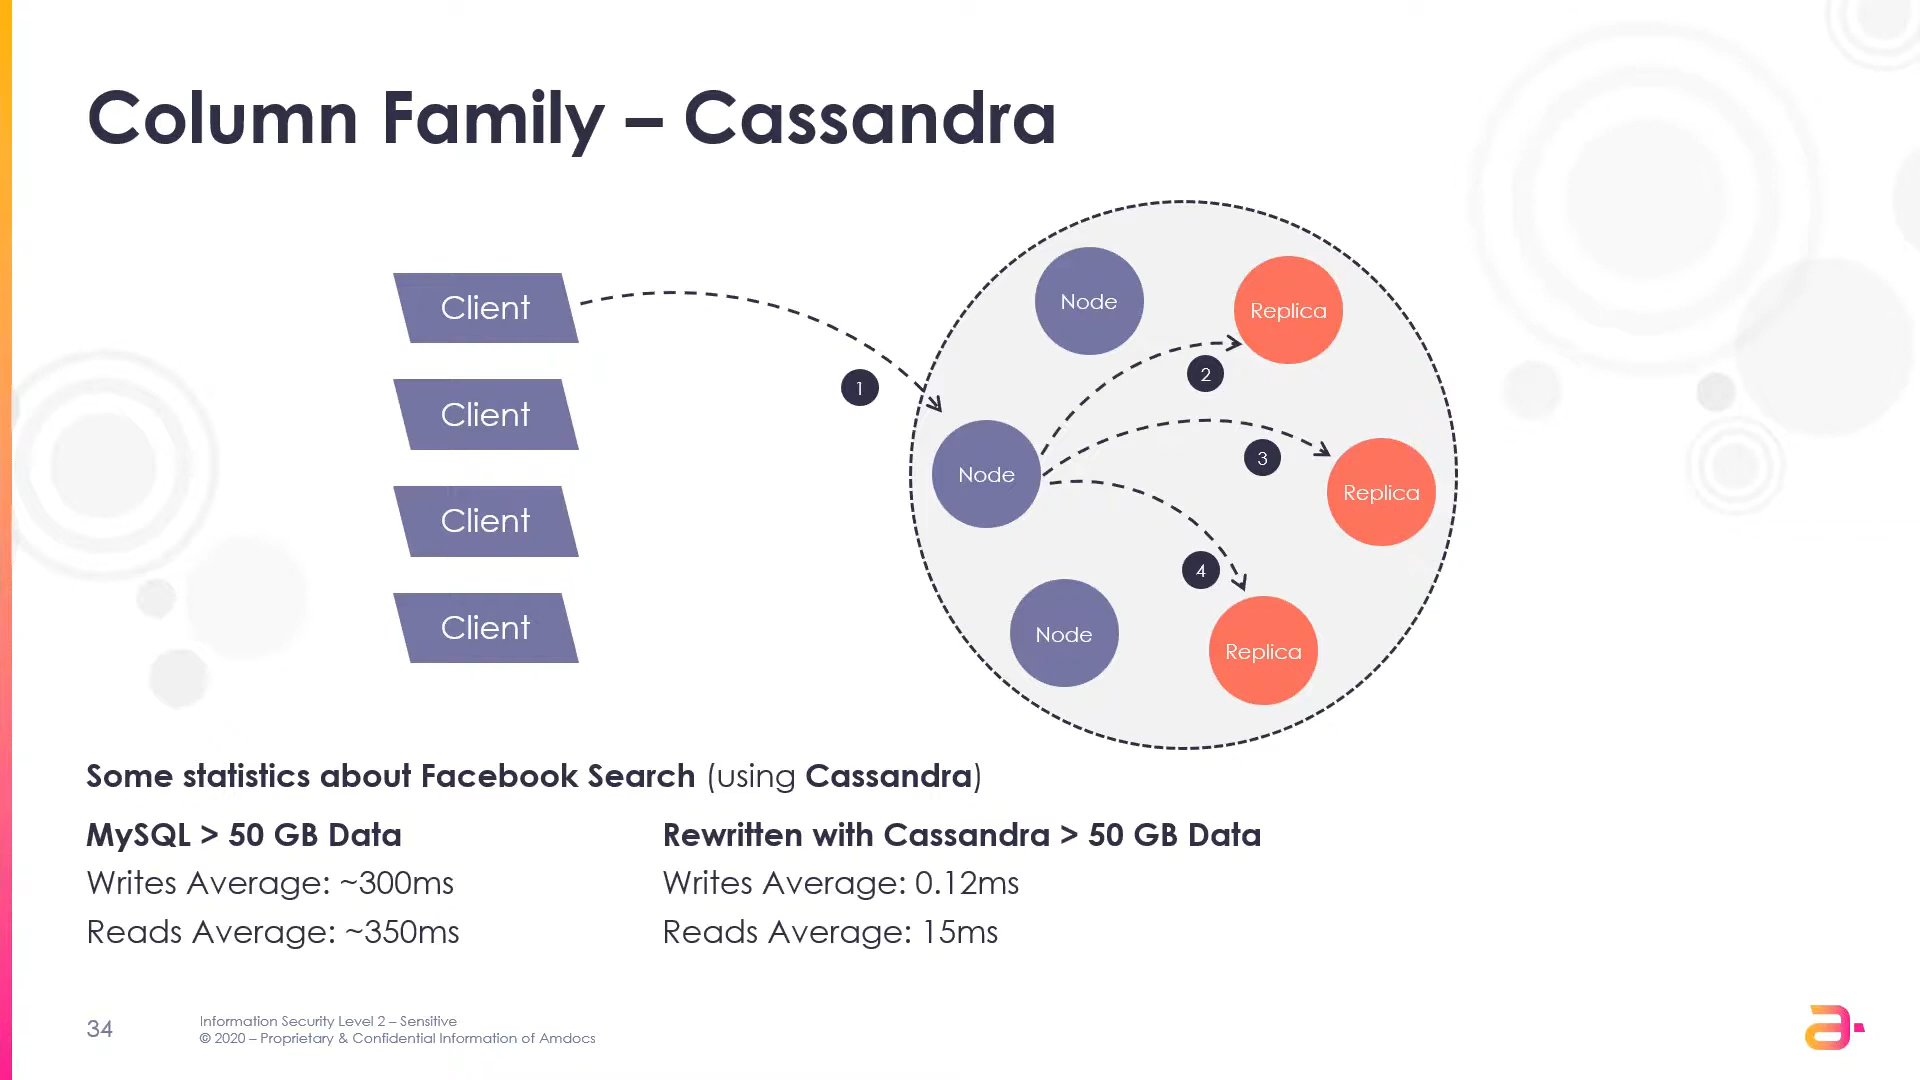 Column Family – Cassandra
Client
Client
Client
Client
1
Node
Replica
2
Node
3
Replica
4
Node
Replica
Some statistics about Facebook Search (using Cassandra)
MySQL > 50 GB Data
Writes Average: ~300ms
Reads Average: ~350ms
Rewritten with Cassandra > 50 GB Data
Writes Average: 0.12ms
Reads Average: 15ms
34
Information Security Level 2 – Sensitive
© 2020 – Proprietary & Confidential Information of Amdocs